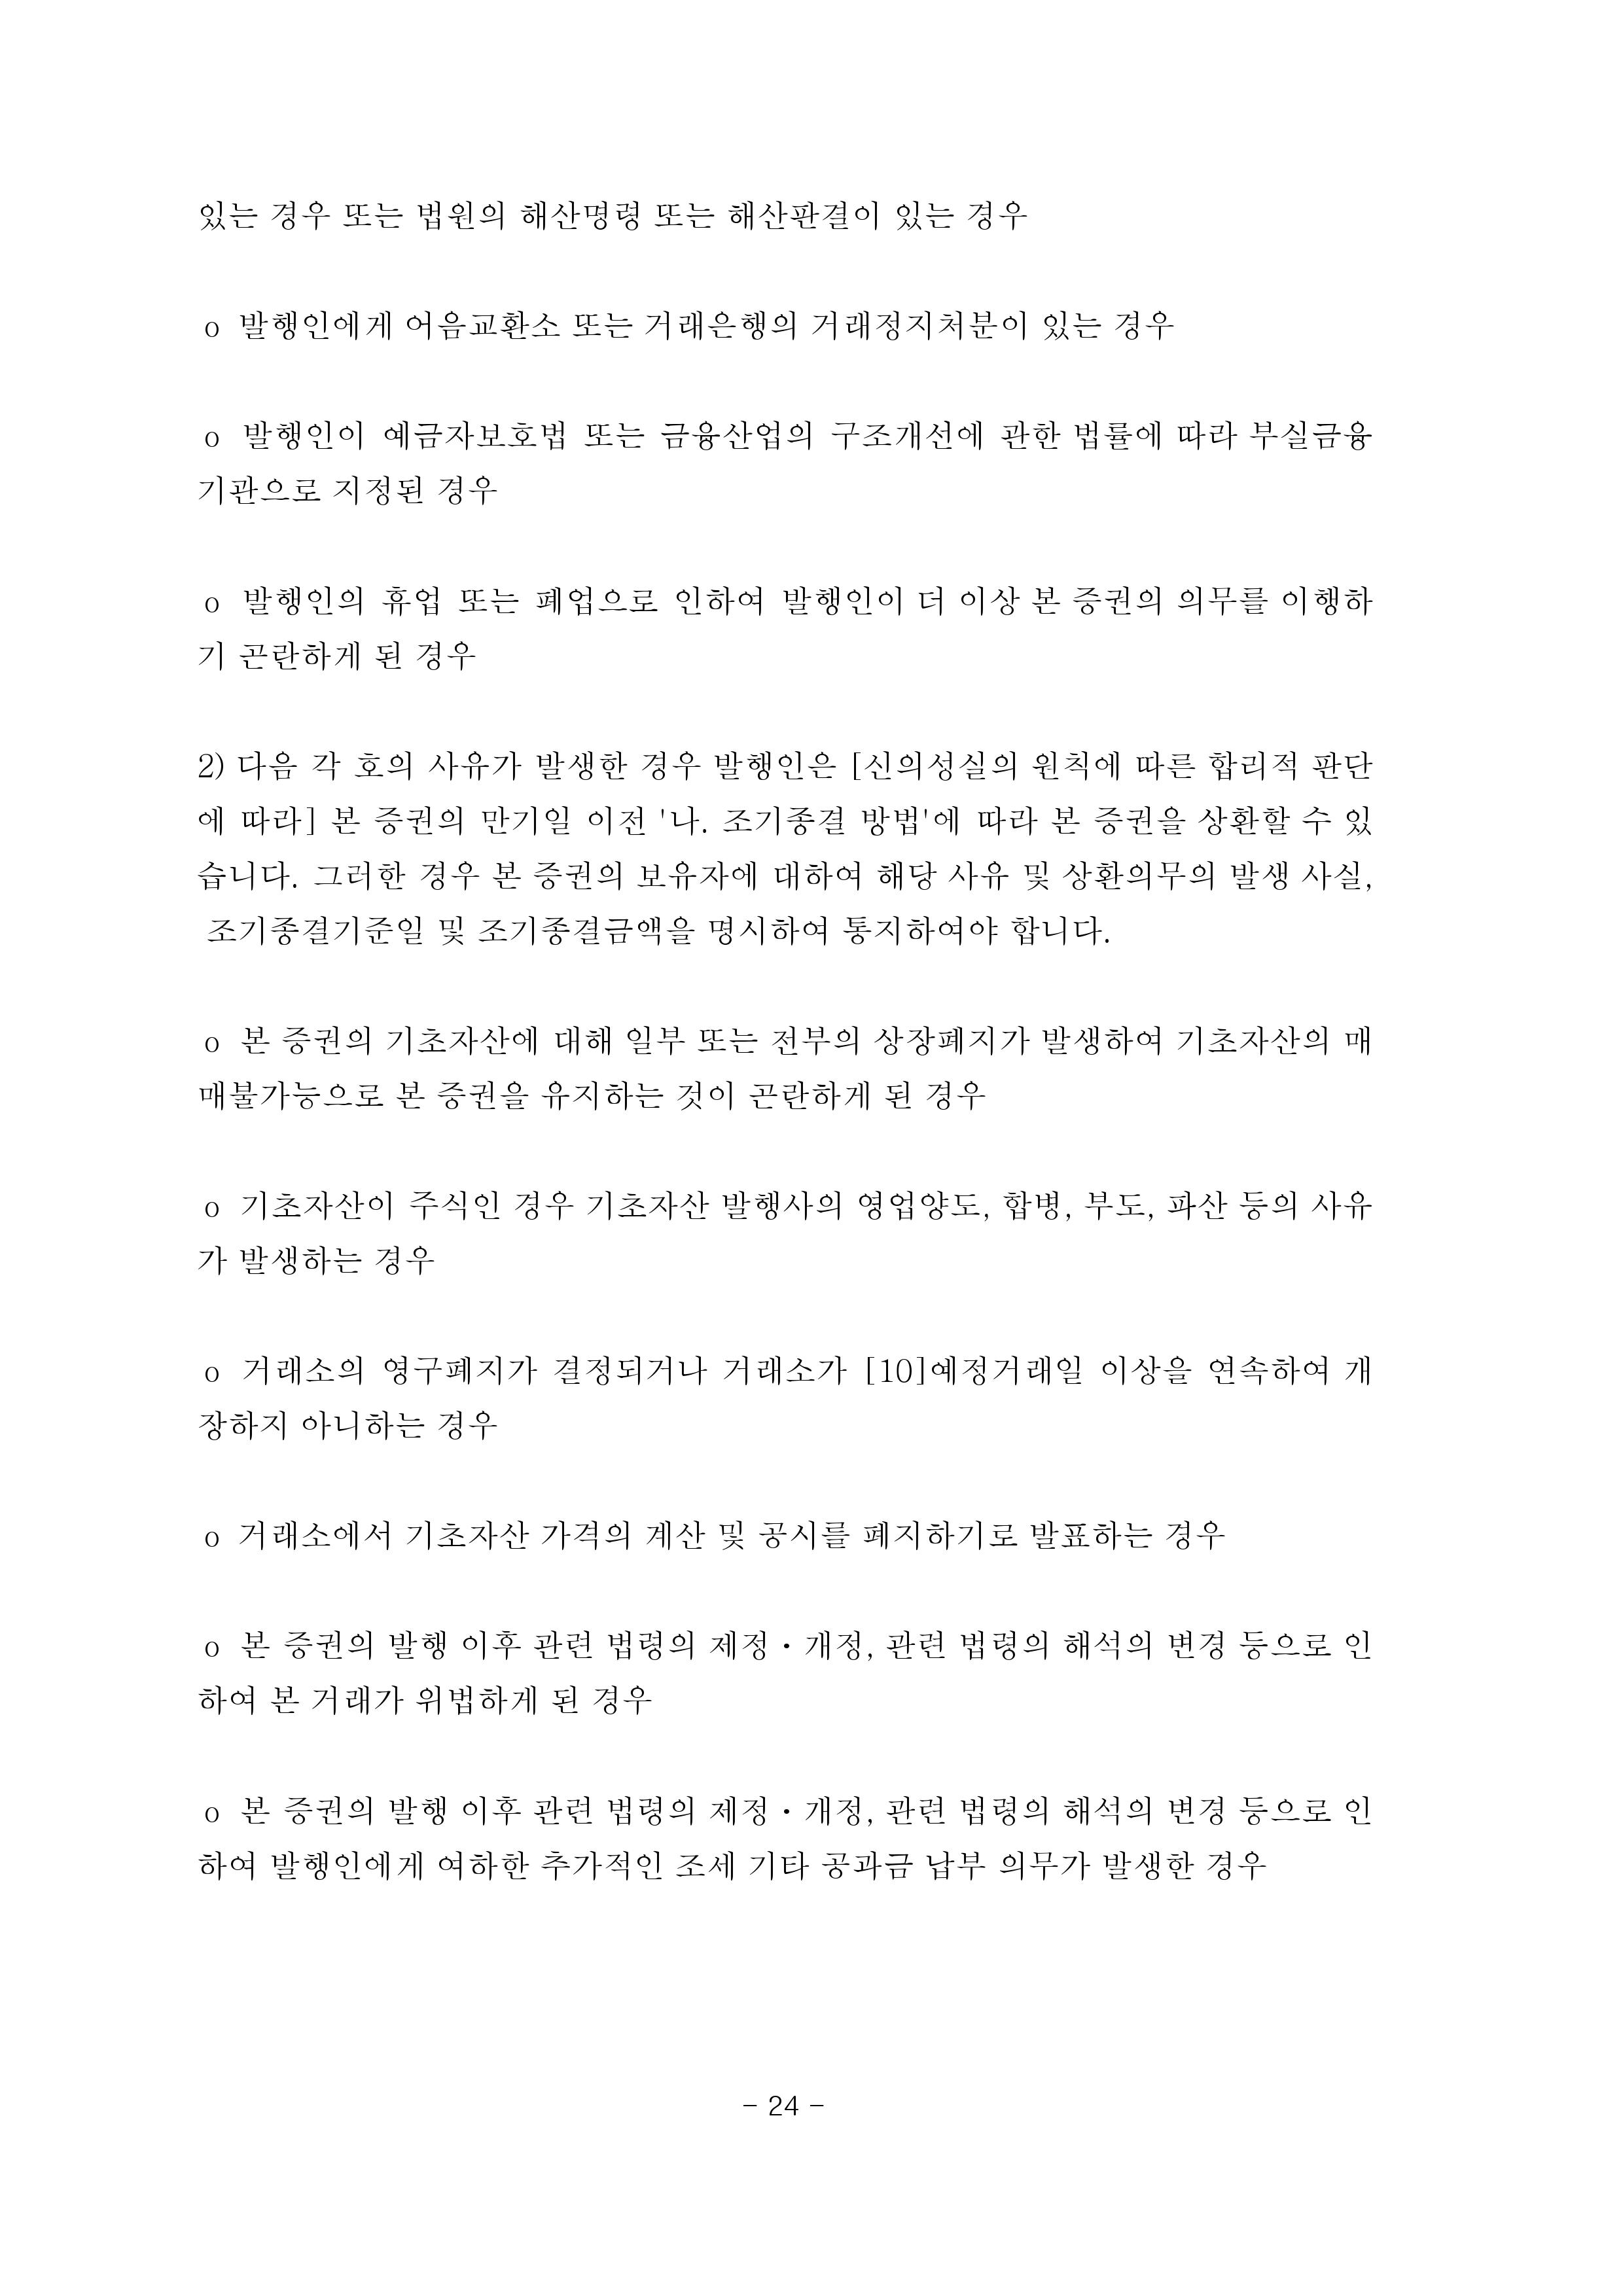 있는 경우 또는 법원의 해산명령 또는 해산판결이 있는 경우
o 발행인에게 어음교환소 또는 거래은행의 거래정지처분이 있는 경우
o 발행인이 예금자보호법 또는 금융산업의 구조개선에 관한 법률에 따라 부실금융
기관으로 지정된 경우
o 발행인의 휴업 또는 폐업으로 인하여 발행인이 더 이상 본 증권의 의무를 이행하
기 곤란하게 된 경우
2) 다음 각 호의 사유가 발생한 경우 발행인은 [신의성실의 원칙에 따른 합리적 판단
에 따라] 본 증권의 만기일 이전 '나. 조기종결 방법'에 따라 본 증권을 상환할 수 있
습니다. 그러한 경우 본 증권의 보유자에 대하여 해당 사유 및 상환의무의 발생 사실,
조기종결기준일 및 조기종결금액을 명시하여 통지하여야 합니다.
o 본 증권의 기초자산에 대해 일부 또는 전부의 상장폐지가 발생하여 기초자산의 매
매불가능으로 본 증권을 유지하는 것이 곤란하게 된 경우
o 기초자산이 주식인 경우 기초자산 발행사의 영업양도, 합병, 부도, 파산 등의 사유
가 발생하는 경우
o 거래소의 영구폐지가 결정되거나 거래소가 [10]예정거래일 이상을 연속하여 개
장하지 아니하는 경우
o 거래소에서 기초자산 가격의 계산 및 공시를 폐지하기로 발표하는 경우
o 본 증권의 발행 이후 관련 법령의 제정·개정, 관련 법령의 해석의 변경 등으로 인
하여 본 거래가 위법하게 된 경우
o 본 증권의 발행 이후 관련 법령의 제정·개정, 관련 법령의 해석의 변경 등으로 인
하여 발행인에게 여하한 추가적인 조세 기타 공과금 납부 의무가 발생한 경우
- 24 -